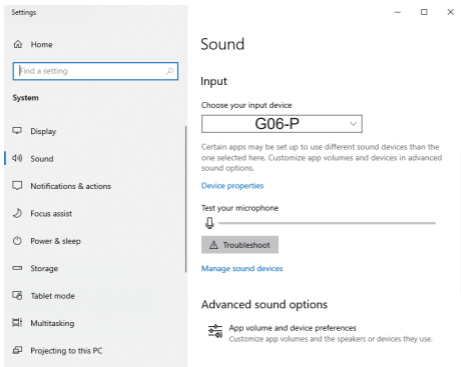 Settings
Home
Find a setting
System
Display
Sound
Notifications & actions
Focus assist
Power & sleep
Storage
Tablet mode
Multitasking
Projecting to this PC
Sound
Input
Choose your input device
G06-P
Certain apps may be set up to use different sound devices than the
one selected here. Customize app volumes and devices in advanced
sound options.
Device properties
Test your microphone
Troubleshoot
Manage sound devices
Advanced sound options
App volume and device preferences
Customize app volumes and the speakers or devices they use.